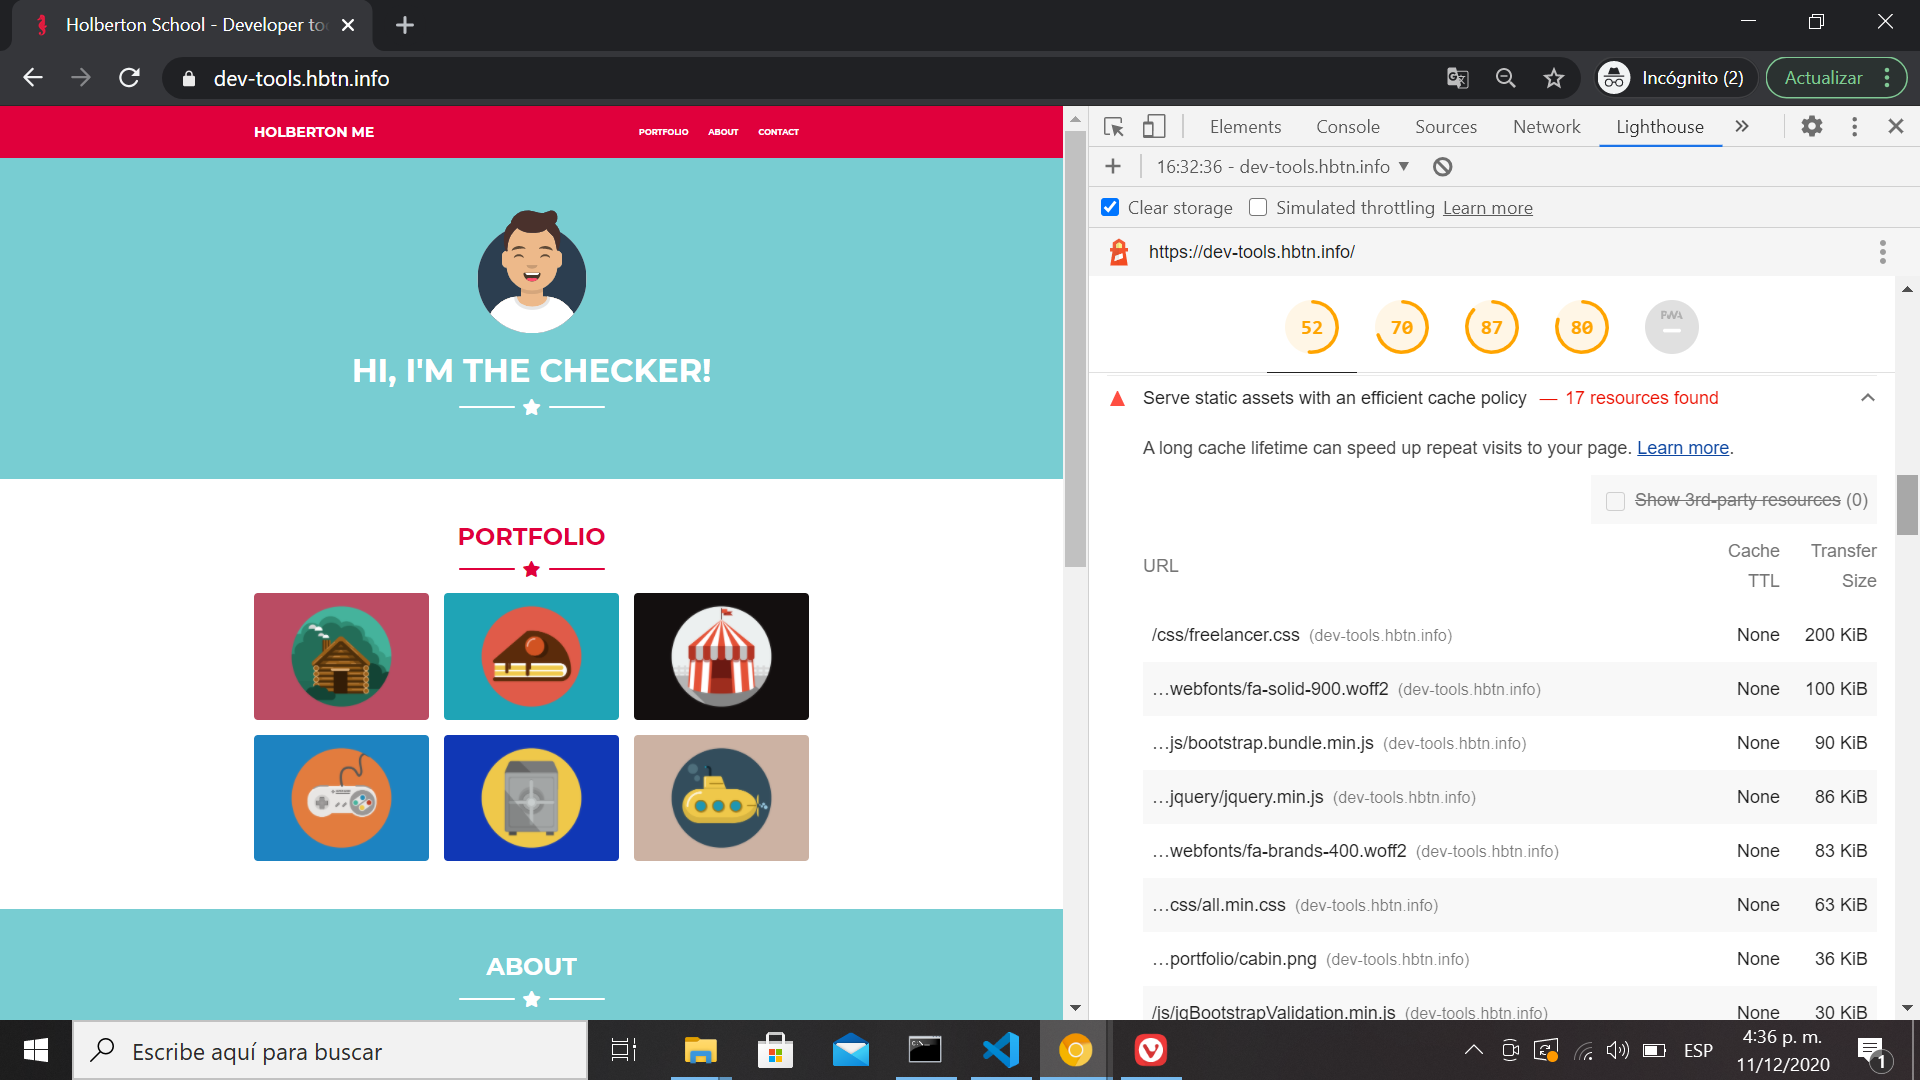 Holberton School - Developer to
dev-tools.hbtn.info
Incógnito (2)
Actualizar
HOLBERTON ME
PORTFOLIO ABOUT CONTACT
HI, I'M THE CHECKER!
PORTFOLIO
ABOUT
Elements Console Sources Network Lighthouse
16:32:36 - dev-tools.hbtn.info
Clear storage Simulated throttling Learn more
https://dev-tools.hbtn.info/
52 70 87 80 PWA
Serve static assets with an efficient cache policy — 17 resources found
A long cache lifetime can speed up repeat visits to your page. Learn more.
Show 3rd-party resources (0)
URL Cache TTL Transfer Size
/css/freelancer.css (dev-tools.hbtn.info) None 200 KiB
…webfonts/fa-solid-900.woff2 (dev-tools.hbtn.info) None 100 KiB
…js/bootstrap.bundle.min.js (dev-tools.hbtn.info) None 90 KiB
…jquery/jquery.min.js (dev-tools.hbtn.info) None 86 KiB
…webfonts/fa-brands-400.woff2 (dev-tools.hbtn.info) None 83 KiB
…css/all.min.css (dev-tools.hbtn.info) None 63 KiB
…portfolio/cabin.png (dev-tools.hbtn.info) None 36 KiB
/js/jqBootstrapValidation.min.js (dev-tools.hbtn.info) None 30 KiB
Escribe aquí para buscar
ESP
4:36 p. m.
11/12/2020
1